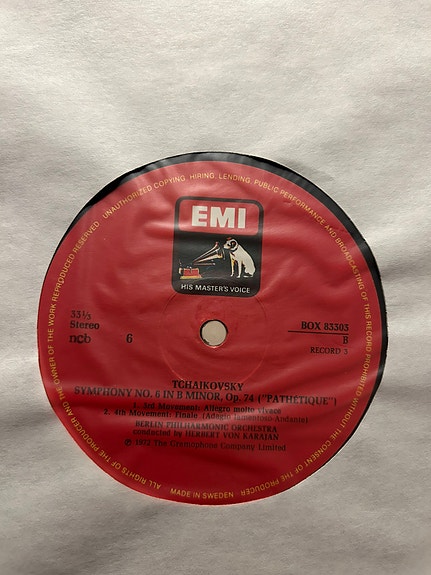 UNAUTHORIZED COPYING, HIRING, LENDING, PUBLIC PERFORMANCE AND BROADCASTING OF THIS RECORD PROHIBITED WITHOUT THE CONSENT OF THE PRODUCER
ALL RIGHTS OF THE PRODUCER AND OF THE OWNER OF THE WORK REPRODUCED RESERVED
EMI
HIS MASTER'S VOICE
33⅓
Stereo
ncb 6
BOX 83303
B
RECORD 3
TCHAIKOVSKY
SYMPHONY NO. 6 IN B MINOR, Op. 74 ("PATHÉTIQUE")
1. 3rd Movement: Allegro molto vivace
2. 4th Movement: Finale (Adagio lamentoso-Andante)
BERLIN PHILHARMONIC ORCHESTRA
conducted by HERBERT VON KARAJAN
℗ 1972 The Gramophone Company Limited
MADE IN SWEDEN